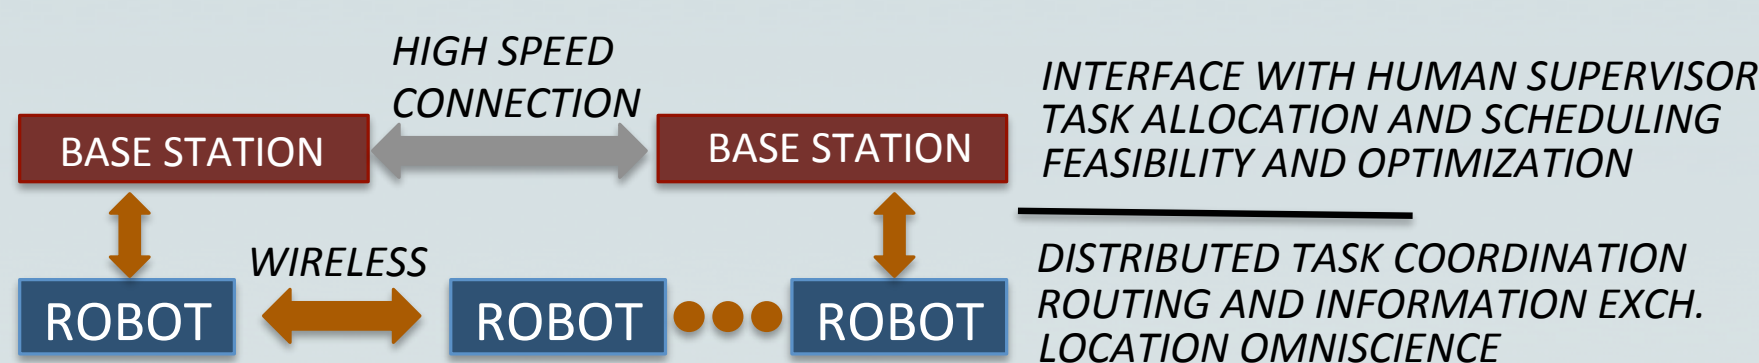 HIGH SPEED
CONNECTION
BASE STATION
BASE STATION
WIRELESS
ROBOT
ROBOT
ROBOT
INTERFACE WITH HUMAN SUPERVISOR
TASK ALLOCATION AND SCHEDULING
FEASIBILITY AND OPTIMIZATION
DISTRIBUTED TASK COORDINATION
ROUTING AND INFORMATION EXCH.
LOCATION OMNISCIENCE